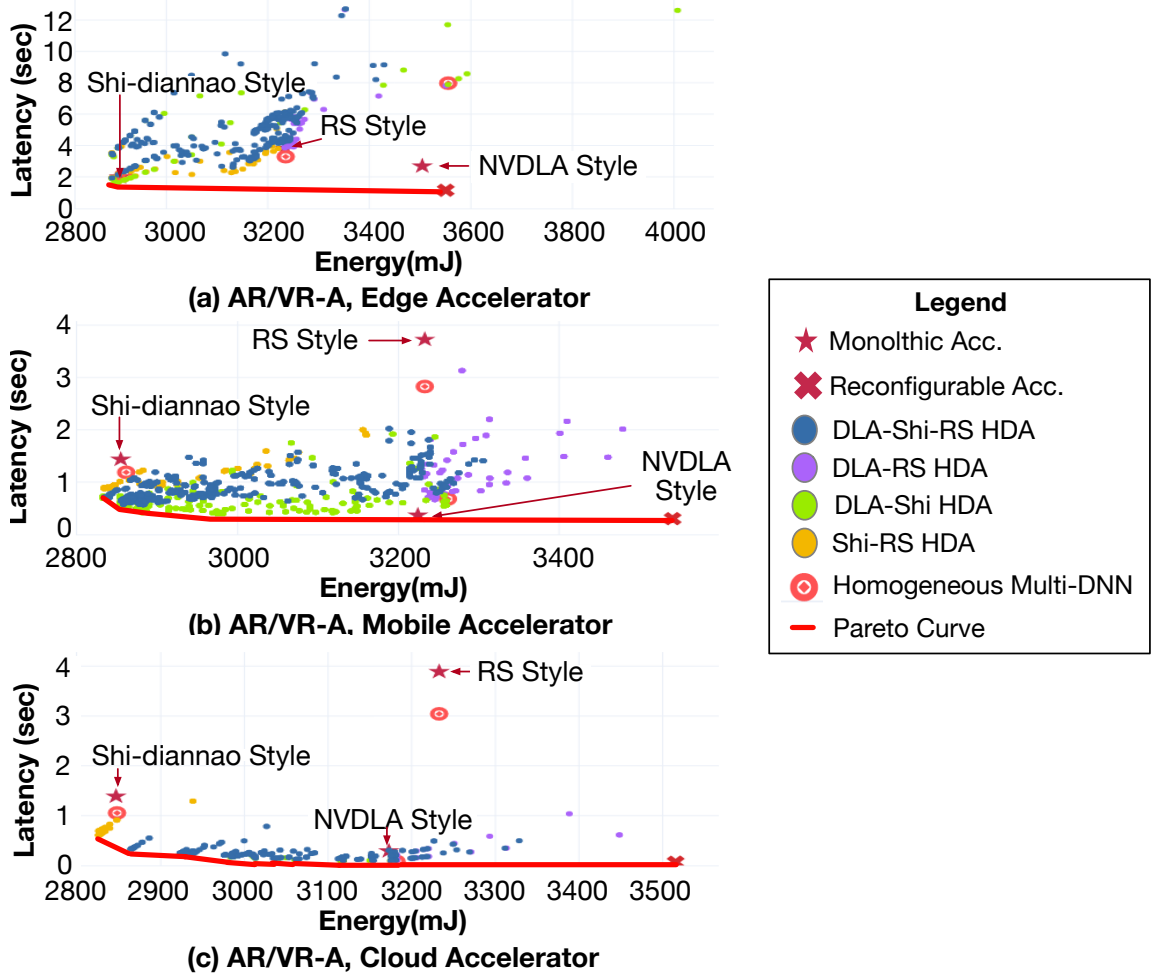 Latency (sec)
12
10
8
6
4
2
0
Shi-diannao Style
RS Style
NVDLA Style
2800 3000 3200 3400 3600 3800 4000
Energy(mJ)
(a) AR/VR-A, Edge Accelerator
Latency (sec)
4
3
2
1
0
RS Style
Shi-diannao Style
NVDLA
Style
2800 3000 3200 3400
Energy(mJ)
(b) AR/VR-A, Mobile Accelerator
Latency (sec)
4
3
2
1
0
RS Style
Shi-diannao Style
NVDLA Style
2800 2900 3000 3100 3200 3300 3400 3500
Energy(mJ)
(c) AR/VR-A, Cloud Accelerator
Legend
Monolthic Acc.
Reconfigurable Acc.
DLA-Shi-RS HDA
DLA-RS HDA
DLA-Shi HDA
Shi-RS HDA
Homogeneous Multi-DNN
Pareto Curve